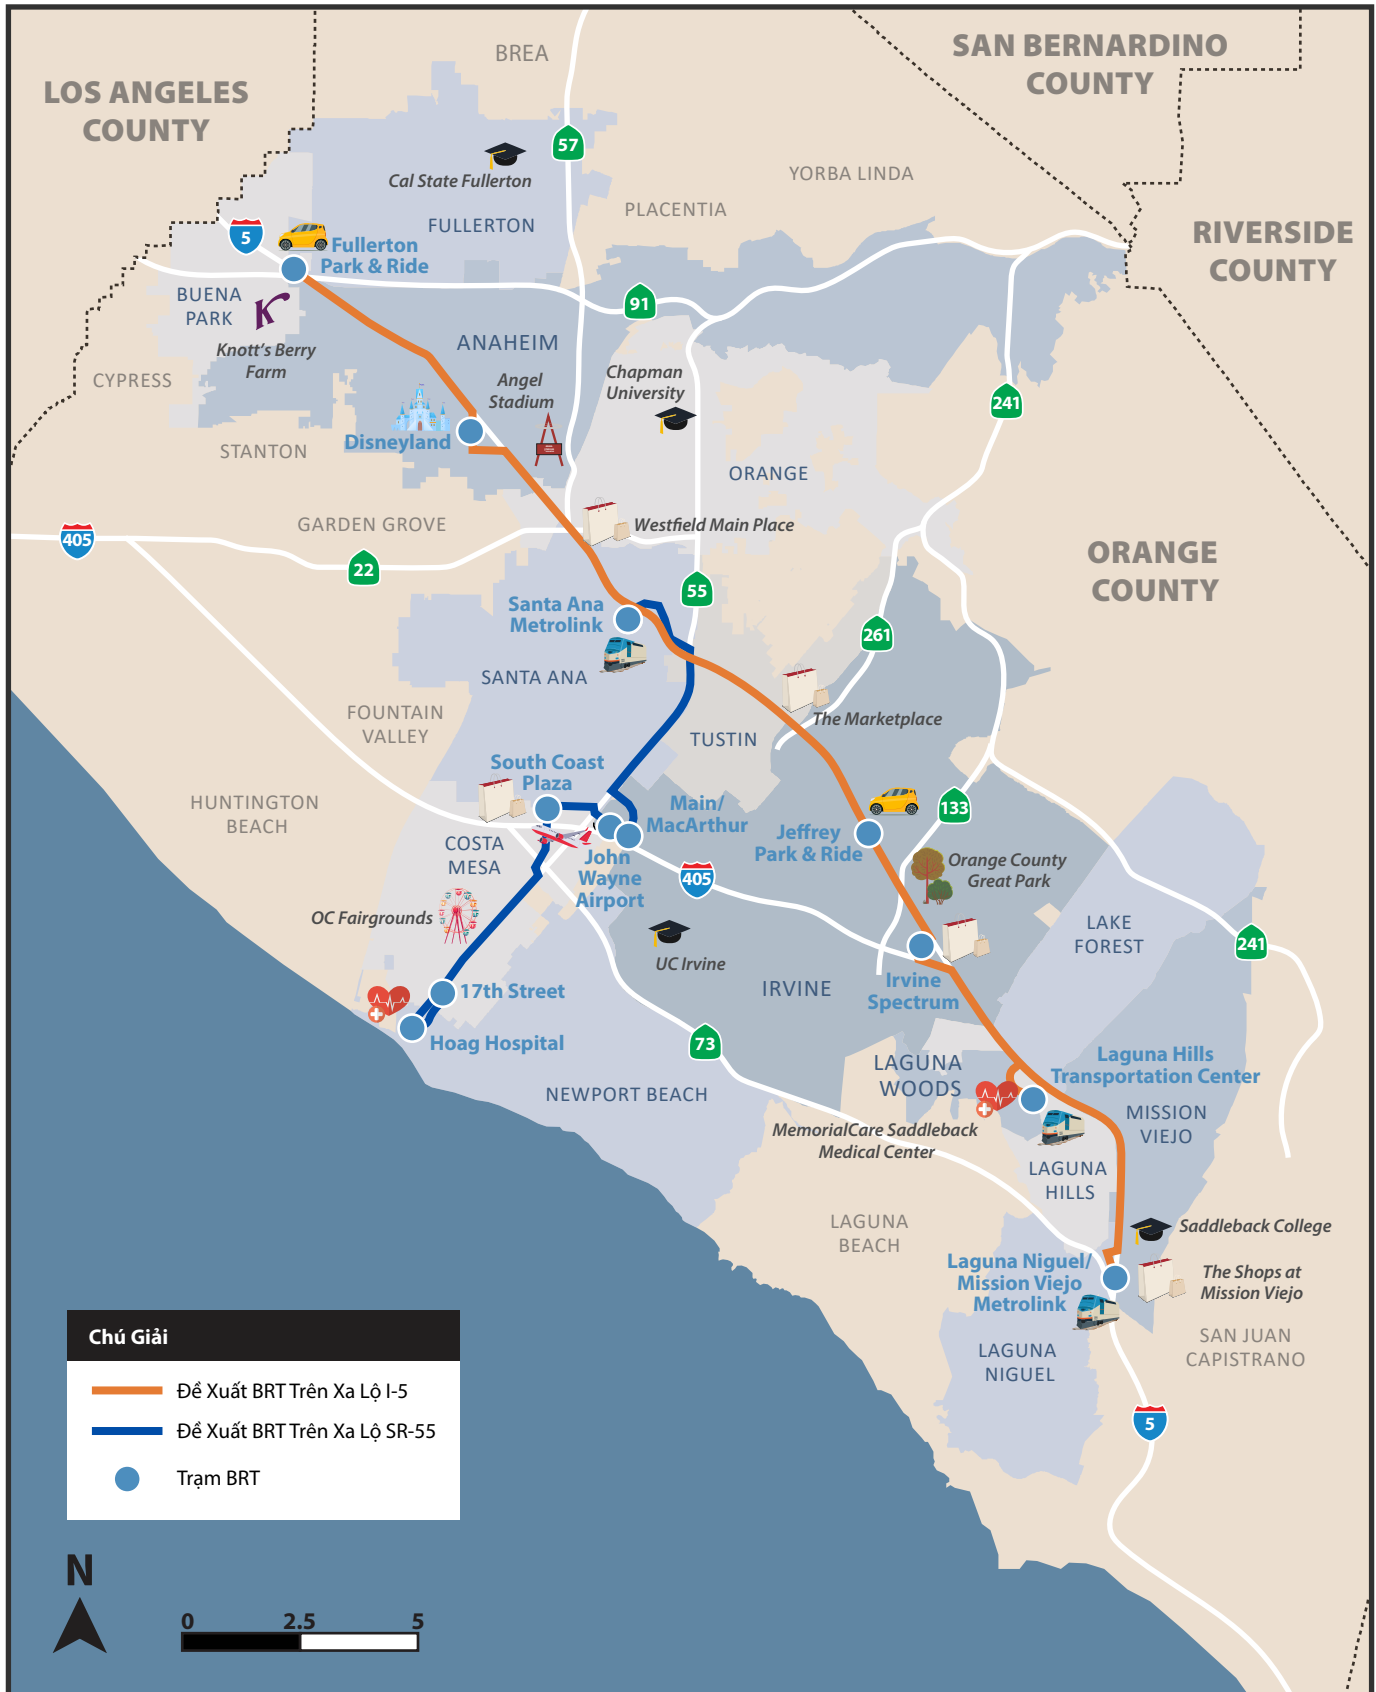 BREA
SAN BERNARDINO
COUNTY
LOS ANGELES
COUNTY
57
Cal State Fullerton
YORBA LINDA
PLACENTIA
FULLERTON
RIVERSIDE
COUNTY
5
Fullerton
Park & Ride
BUENA
PARK
K
91
Knott's Berry
Farm
ANAHEIM
CYPRESS
Angel
Stadium
Chapman
University
241
Disneyland
STANTON
ORANGE
GARDEN GROVE
Westfield Main Place
405
22
ORANGE
COUNTY
55
Santa Ana
Metrolink
261
SANTA ANA
FOUNTAIN
VALLEY
The Marketplace
TUSTIN
South Coast
Plaza
HUNTINGTON
BEACH
Main/
MacArthur
133
Jeffrey
Park & Ride
COSTA
MESA
John
Wayne
Airport
405
Orange County
Great Park
OC Fairgrounds
LAKE
FOREST
241
UC Irvine
IRVINE
Irvine
Spectrum
17th Street
Hoag Hospital
73
LAGUNA
WOODS
Laguna Hills
Transportation Center
NEWPORT BEACH
MISSION
VIEJO
MemorialCare Saddleback
Medical Center
LAGUNA
HILLS
LAGUNA
BEACH
Saddleback College
Laguna Niguel/
Mission Viejo
Metrolink
The Shops at
Mission Viejo
SAN JUAN
CAPISTRANO
LAGUNA
NIGUEL
5
Chú Giải
Đề Xuất BRT Trên Xa Lộ I-5
Đề Xuất BRT Trên Xa Lộ SR-55
Trạm BRT
N
0 2.5 5